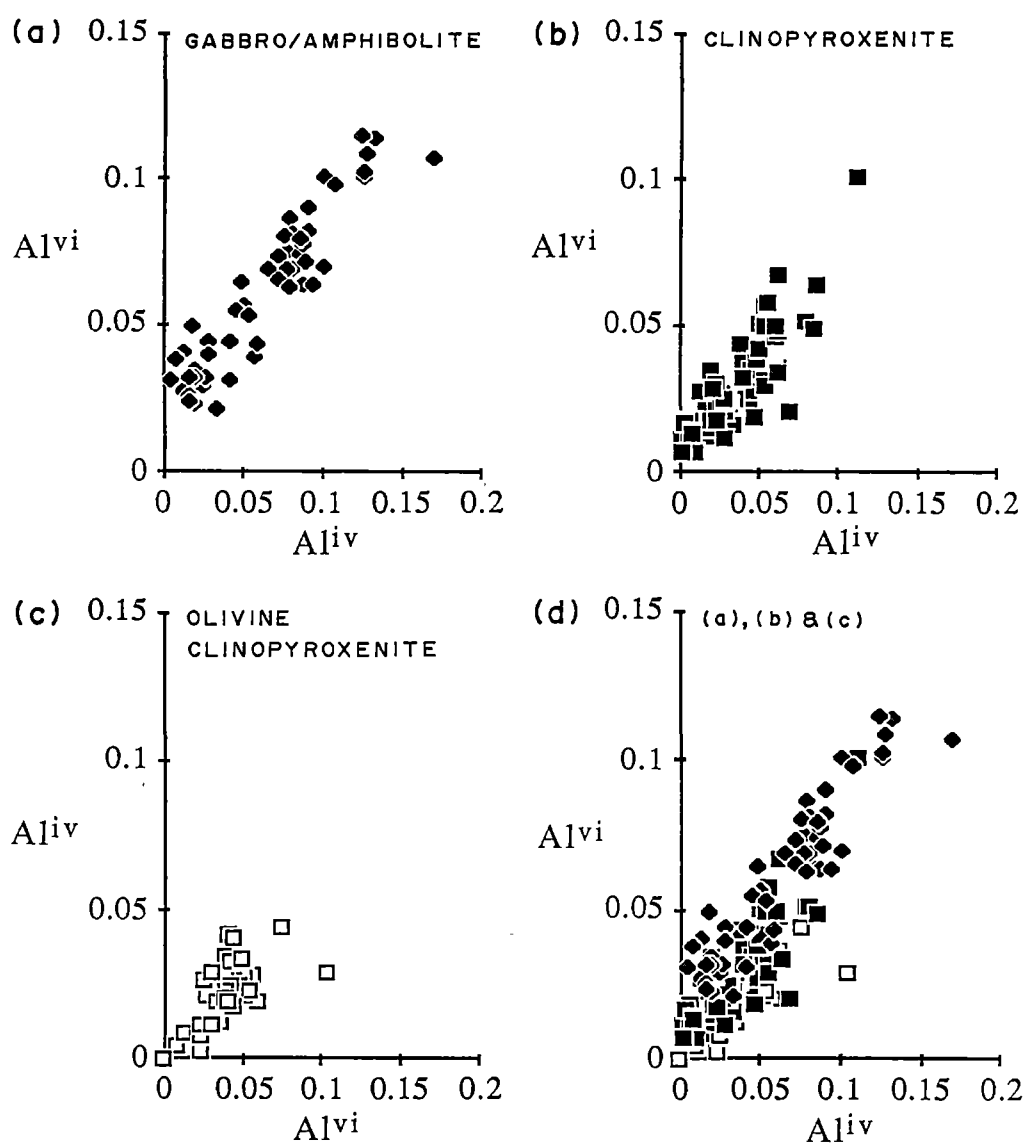 (a) 0.15 GABBRO/AMPHIBOLITE
0.1
Alvi
0.05
0
0 0.05 0.1 0.15 0.2
Aliv
(b) 0.15 CLINOPYROXENITE
0.1
Alvi
0.05
0
0 0.05 0.1 0.15 0.2
Aliv
(c) 0.15 OLIVINE
CLINOPYROXENITE
0.1
Aliv
0.05
0
0 0.05 0.1 0.15 0.2
Alvi
(d) 0.15 (a), (b) & (c)
0.1
Alvi
0.05
0
0 0.05 0.1 0.15 0.2
Aliv